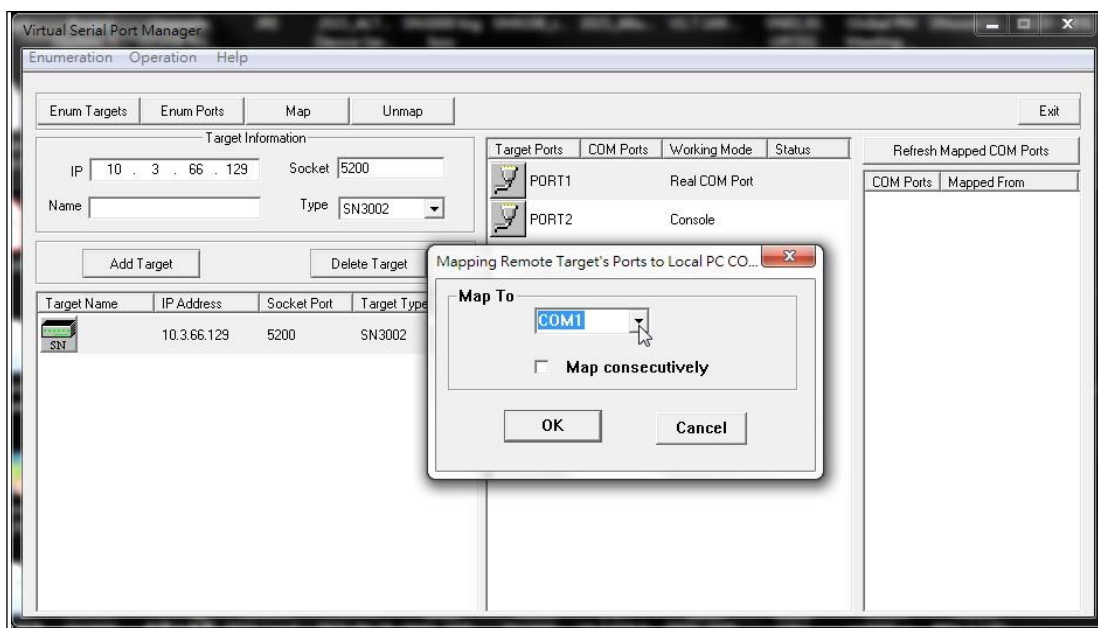 Virtual Serial Port Manager
Enumeration Operation Help
Enum Targets Enum Ports Map Unmap Exit
Target Information
IP 10 . 3 . 66 . 129 Socket 5200
Name Type SN3002
Add Target Delete Target
Target Name IP Address Socket Port Target Type
SN 10.3.66.129 5200 SN3002
Target Ports COM Ports Working Mode Status
PORT1 Real COM Port
PORT2 Console
Refresh Mapped COM Ports
COM Ports Mapped From
Mapping Remote Target's Ports to Local PC CO...
Map To
COM1
Map consecutively
OK Cancel